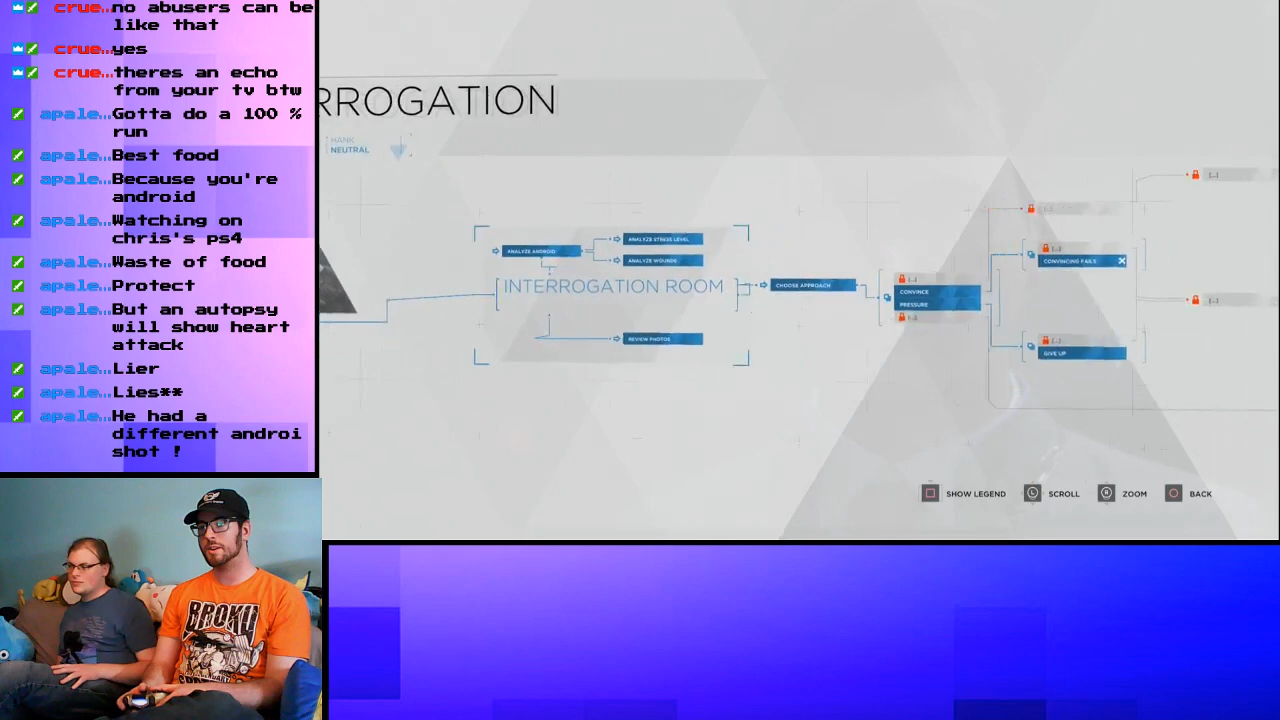 crue...no abusers can be
like that
crue...yes
crue...theres an echo
from your tv btw
apale...Gotta do a 100 %
run
apale...Best food
apale...Because you're
android
apale...Watching on
chris's ps4
apale...Waste of food
apale...Protect
apale...But an autopsy
will show heart
attack
apale...Lier
apale...Lies**
apale...He had a
different androi
shot !
RROGATION
HANK
NEUTRAL
ANALYZE ANDROID
ANALYZE STRESS LEVEL
ANALYZE WOUNDS
INTERROGATION ROOM
REVIEW PHOTOS
CHOOSE APPROACH
[...]
CONVINCE
PRESSURE
[...]
[...]
[...]
CONVINCING FAILS
[...]
GIVE UP
[...]
[...]
SHOW LEGEND
SCROLL
ZOOM
BACK
BROKU